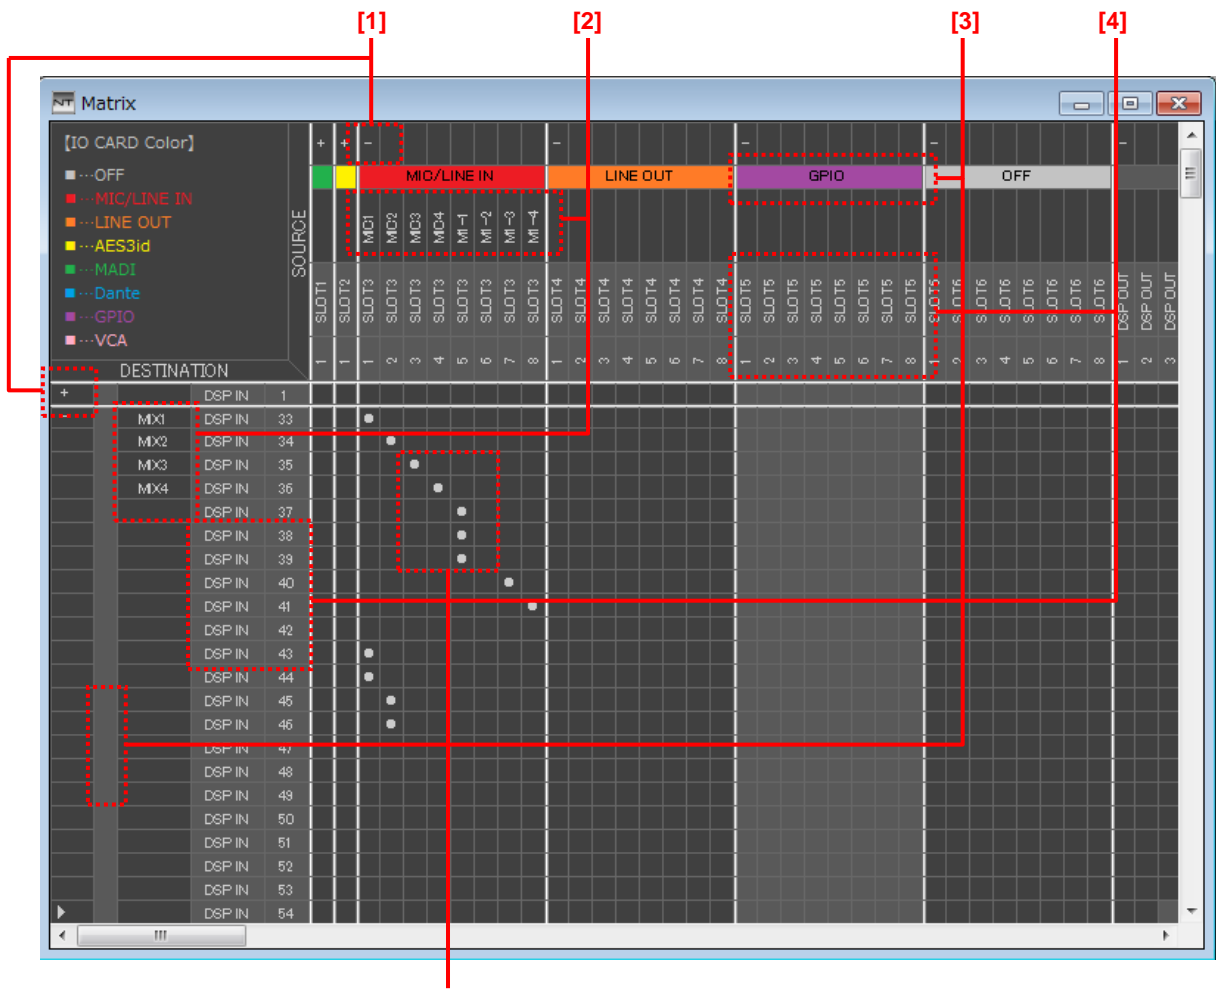 [1] [2] [3] [4]
NT Matrix
[IO CARD Color]
■···OFF
■···MIC/LINE IN
■···LINE OUT
■···AES3id
■···MADI
■···Dante
■···GPIO
■···VCA
SOURCE
DESTINATION
+ + - - - - -
MIC/LINE IN LINE OUT GPIO OFF
MIC1 MIC2 MIC3 MIC4 M1-1 M1-2 M1-3 M1-4
SLOT1 SLOT2 SLOT3 SLOT3 SLOT3 SLOT3 SLOT3 SLOT3 SLOT3 SLOT3 SLOT4 SLOT4 SLOT4 SLOT4 SLOT4 SLOT4 SLOT4 SLOT4 SLOT5 SLOT5 SLOT5 SLOT5 SLOT5 SLOT5 SLOT5 SLOT5 SLOT6 SLOT6 SLOT6 SLOT6 SLOT6 SLOT6 SLOT6 DSP OUT DSP OUT DSP OUT
1 1 1 2 3 4 5 6 7 8 1 2 3 4 5 6 7 8 1 2 3 4 5 6 7 8 1 2 3 4 5 6 7 8 1 2 3
+ DSP IN 1
- MIX1 DSP IN 33
MIX2 DSP IN 34
MIX3 DSP IN 35
MIX4 DSP IN 36
DSP IN 37
DSP IN 38
DSP IN 39
DSP IN 40
DSP IN 41
DSP IN 42
DSP IN 43
DSP IN 44
DSP IN 45
DSP IN 46
DSP IN 47
DSP IN 48
DSP IN 49
DSP IN 50
DSP IN 51
DSP IN 52
DSP IN 53
DSP IN 54